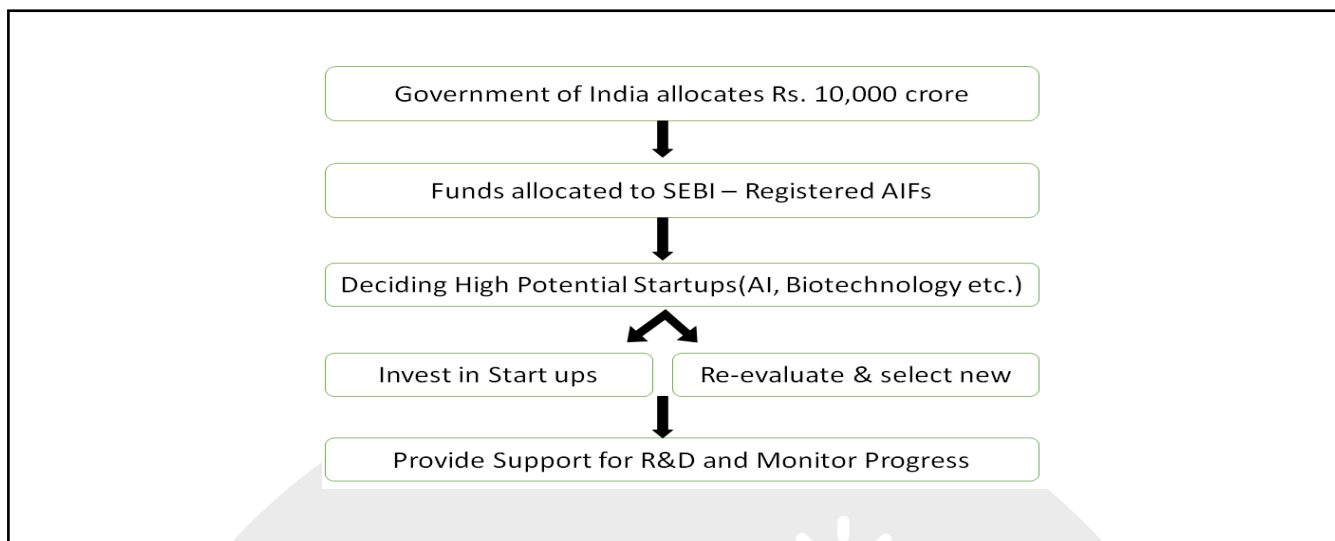 Government of India allocates Rs. 10,000 crore
Funds allocated to SEBI – Registered AIFs
Deciding High Potential Startups(AI, Biotechnology etc.)
Invest in Start ups
Re-evaluate & select new
Provide Support for R&D and Monitor Progress